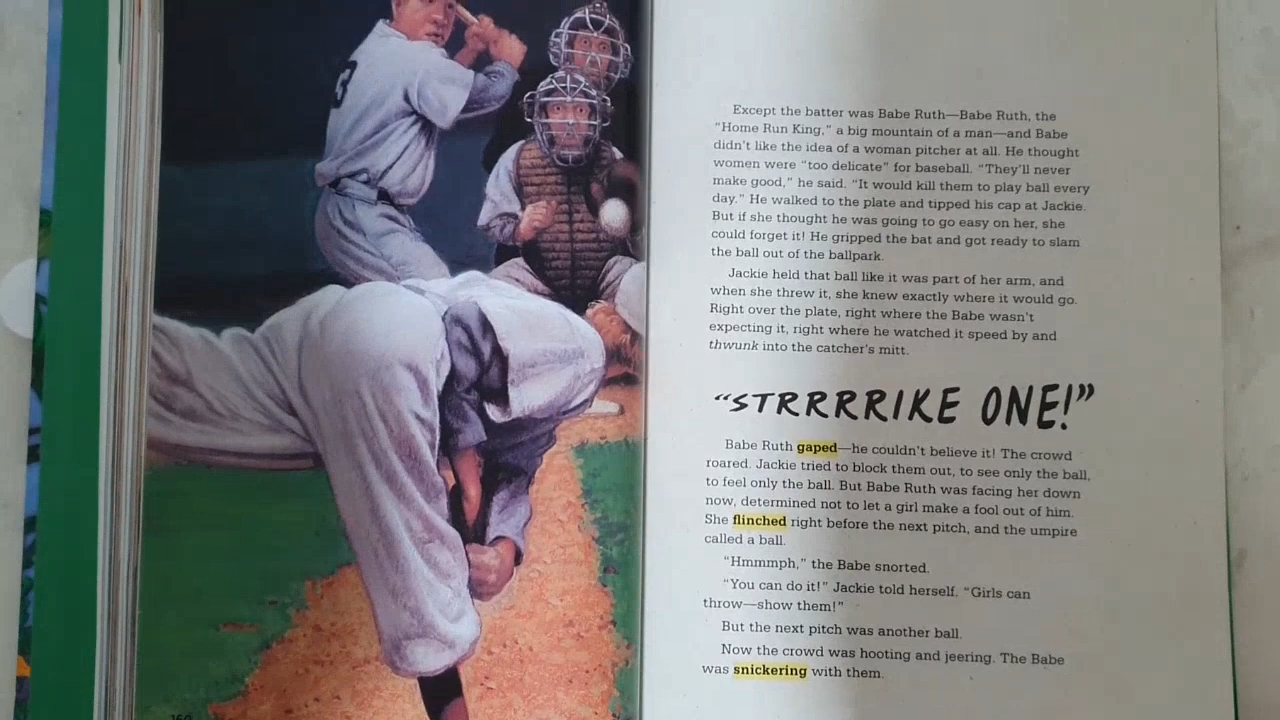 3
160
Except the batter was Babe Ruth—Babe Ruth, the
“Home Run King,” a big mountain of a man—and Babe
didn’t like the idea of a woman pitcher at all. He thought
women were “too delicate” for baseball. “They’ll never
make good,” he said. “It would kill them to play ball every
day.” He walked to the plate and tipped his cap at Jackie.
But if she thought he was going to go easy on her, she
could forget it! He gripped the bat and got ready to slam
the ball out of the ballpark.
Jackie held that ball like it was part of her arm, and
when she threw it, she knew exactly where it would go.
Right over the plate, right where the Babe wasn’t
expecting it, right where he watched it speed by and
thwunk into the catcher’s mitt.
“STRRRRIKE ONE!”
Babe Ruth gaped—he couldn’t believe it! The crowd
roared. Jackie tried to block them out, to see only the ball,
to feel only the ball. But Babe Ruth was facing her down
now, determined not to let a girl make a fool out of him.
She flinched right before the next pitch, and the umpire
called a ball.
“Hmmmph,” the Babe snorted.
“You can do it!” Jackie told herself. “Girls can
throw—show them!”
But the next pitch was another ball.
Now the crowd was hooting and jeering. The Babe
was snickering with them.